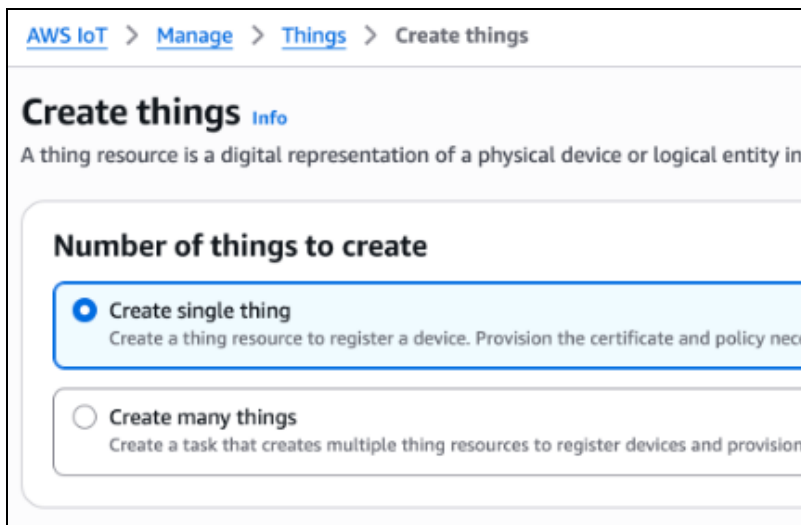 AWS IoT > Manage > Things > Create things
Create things Info
A thing resource is a digital representation of a physical device or logical entity in
Number of things to create
Create single thing
Create a thing resource to register a device. Provision the certificate and policy
Create many things
Create a task that creates multiple thing resources to register devices and provision